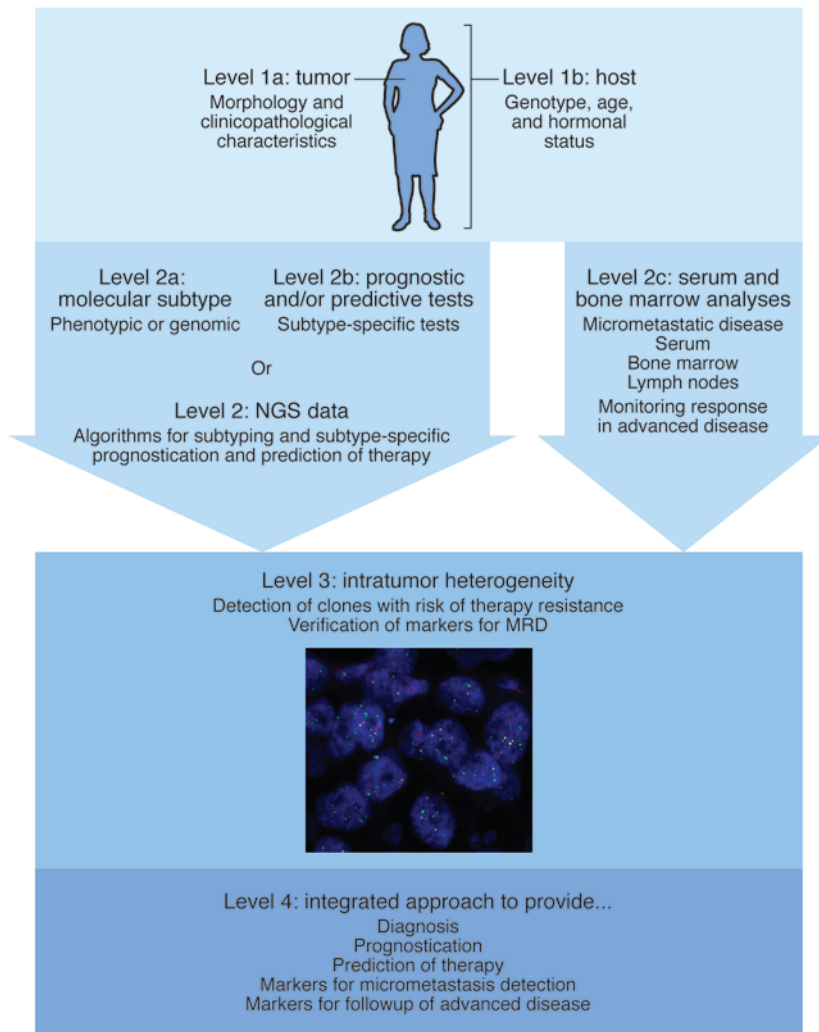 Level 1a: tumor
Morphology and
clinicopathological
characteristics
Level 1b: host
Genotype, age,
and hormonal
status
Level 2a:
molecular subtype
Phenotypic or genomic
Level 2b: prognostic
and/or predictive tests
Subtype-specific tests
Or
Level 2: NGS data
Algorithms for subtyping and subtype-specific
prognostication and prediction of therapy
Level 2c: serum and
bone marrow analyses
Micrometastatic disease
Serum
Bone marrow
Lymph nodes
Monitoring response
in advanced disease
Level 3: intratumor heterogeneity
Detection of clones with risk of therapy resistance
Verification of markers for MRD
Level 4: integrated approach to provide...
Diagnosis
Prognostication
Prediction of therapy
Markers for micrometastasis detection
Markers for followup of advanced disease